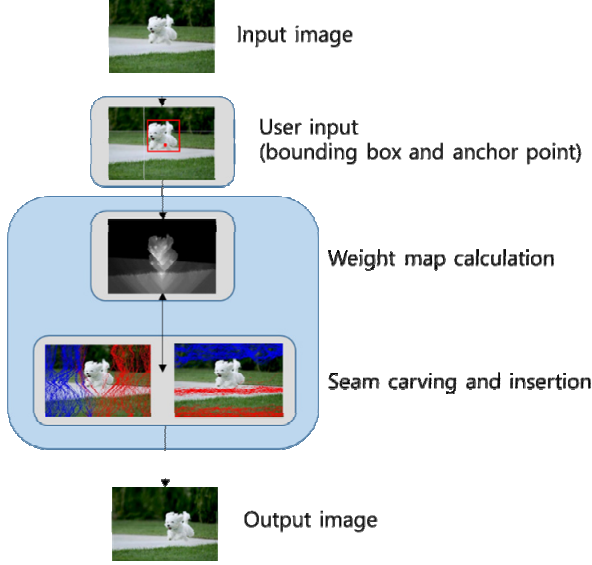 Input image
User input
(bounding box and anchor point)
Weight map calculation
Seam carving and insertion
Output image